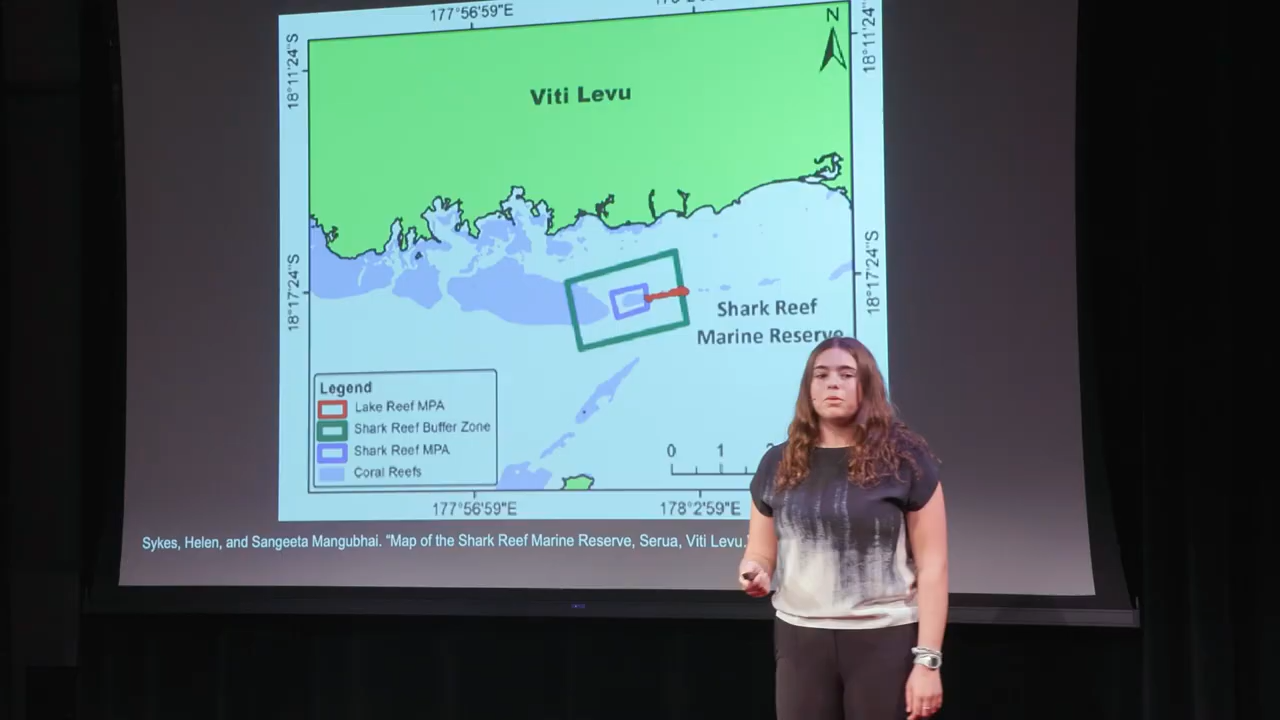 177°56'59"E
N
18°11'24"S
18°11'24"
Viti Levu
18°17'24"S
18°17'24"S
Shark Reef
Marine Reserve
Legend
Lake Reef MPA
Shark Reef Buffer Zone
Shark Reef MPA
Coral Reefs
0 1
177°56'59"E
178°2'59"E
Sykes, Helen, and Sangeeta Mangubhai. “Map of the Shark Reef Marine Reserve, Serua, Viti Levu.